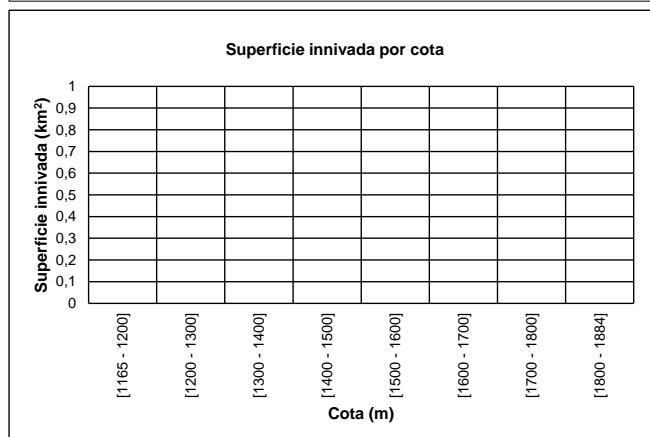 Superficie innivada por cota
Superficie innivada (km²)
1
0,9
0,8
0,7
0,6
0,5
0,4
0,3
0,2
0,1
0
[1165 - 1200]
[1200 - 1300]
[1300 - 1400]
[1400 - 1500]
[1500 - 1600]
[1600 - 1700]
[1700 - 1800]
[1800 - 1884]
Cota (m)